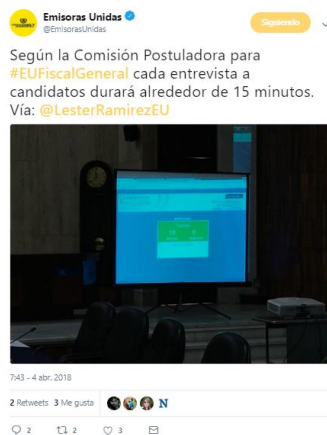 Emisoras Unidas
@EmisorasUnidas
Siguiendo
Según la Comisión Postuladora para
#EUFiscalGeneral cada entrevista a
candidatos durará alrededor de 15 minutos.
Vía: @LesterRamirezEU
7:43 - 4 abr. 2018
2 Retweets 3 Me gusta
N
2 2 3